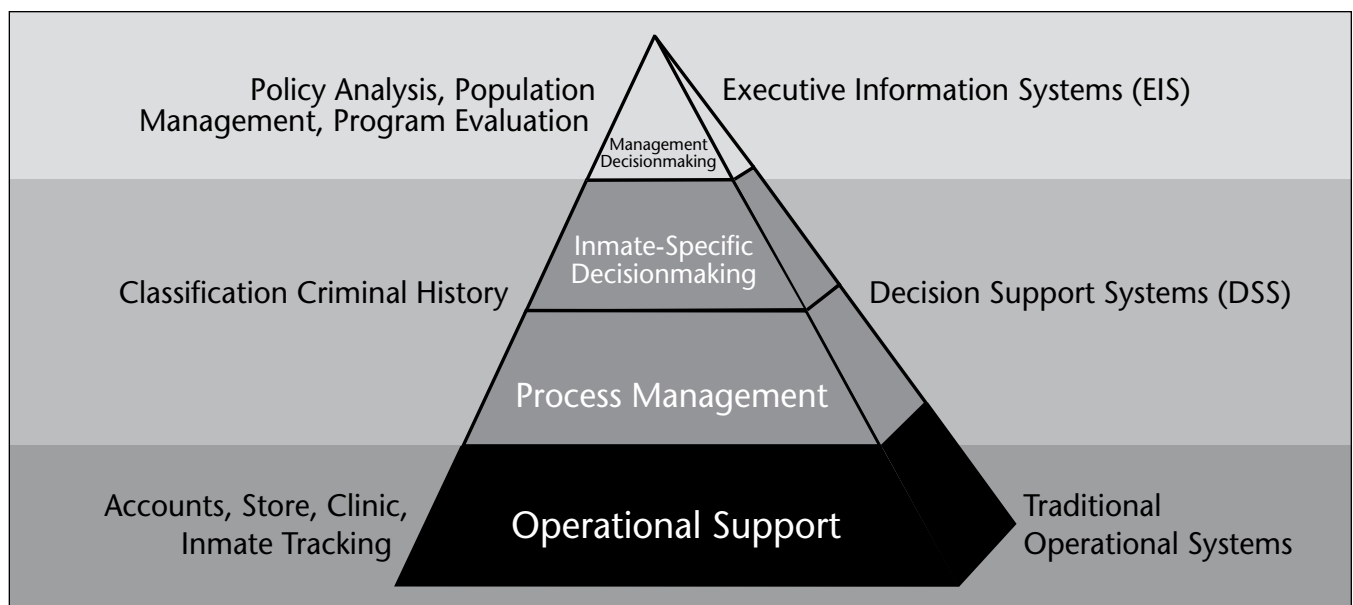 Policy Analysis, Population
Management, Program Evaluation
Management
Decisionmaking
Executive Information Systems (EIS)
Classification Criminal History
Inmate-Specific
Decisionmaking
Decision Support Systems (DSS)
Process Management
Accounts, Store, Clinic,
Inmate Tracking
Operational Support
Traditional
Operational Systems